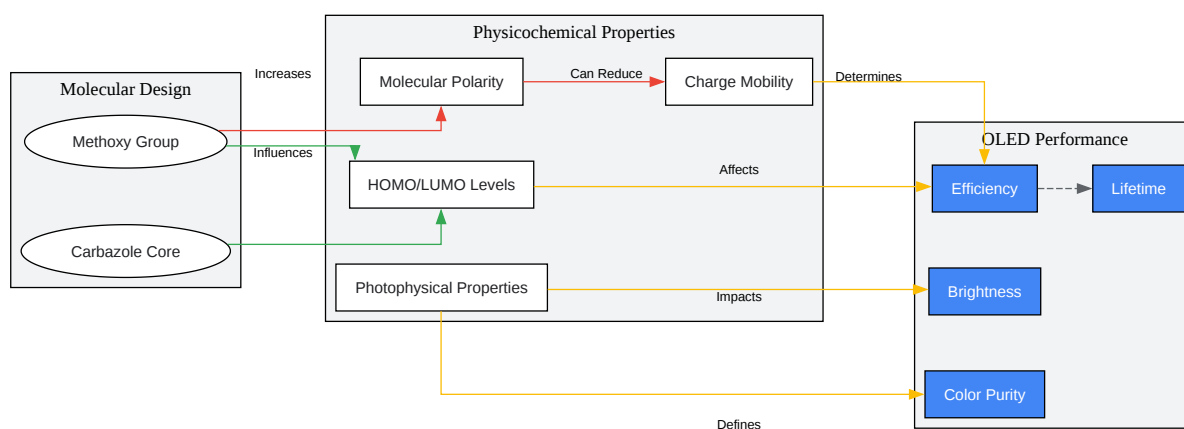 Molecular Design
Methoxy Group
Carbazole Core
Increases
Influences
Physicochemical Properties
Molecular Polarity
Can Reduce
Charge Mobility
HOMO/LUMO Levels
Photophysical Properties
Determines
Affects
Impacts
Defines
OLED Performance
Efficiency
Lifetime
Brightness
Color Purity